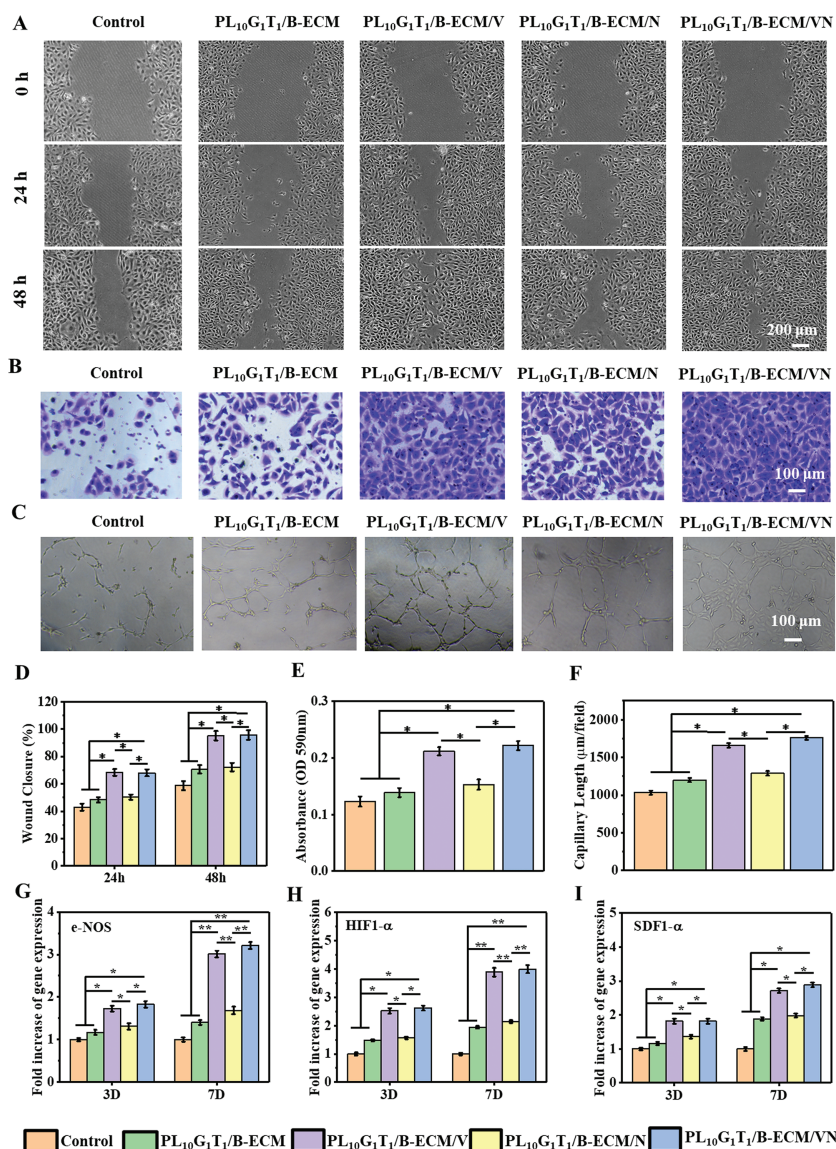 A
Control PL₁₀G₁T₁/B-ECM PL₁₀G₁T₁/B-ECM/V PL₁₀G₁T₁/B-ECM/N PL₁₀G₁T₁/B-ECM/VN
0 h
24 h
48 h
200 μm
B
Control PL₁₀G₁T₁/B-ECM PL₁₀G₁T₁/B-ECM/V PL₁₀G₁T₁/B-ECM/N PL₁₀G₁T₁/B-ECM/VN
100 μm
C
Control PL₁₀G₁T₁/B-ECM PL₁₀G₁T₁/B-ECM/V PL₁₀G₁T₁/B-ECM/N PL₁₀G₁T₁/B-ECM/VN
100 μm
D
Wound Closure (%)
120
100
80
60
40
20
0
* * * *
* * * *
24h 48h
E
Absorbance (OD 590nm)
0.3
0.2
0.1
0.0
* * * *
F
Capillary Length (μm/field)
1750
1500
1250
1000
750
500
250
0
* * * *
G
e-NOS
Fold increase of gene expression
4
3
2
1
0
* * * *
** ** ** **
3D 7D
H
HIF1-α
Fold increase of gene expression
6
5
4
3
2
1
0
* * * *
** ** ** **
3D 7D
I
SDF1-α
Fold increase of gene expression
5
4
3
2
1
0
* * * *
* * * *
3D 7D
Control PL₁₀G₁T₁/B-ECM PL₁₀G₁T₁/B-ECM/V PL₁₀G₁T₁/B-ECM/N PL₁₀G₁T₁/B-ECM/VN